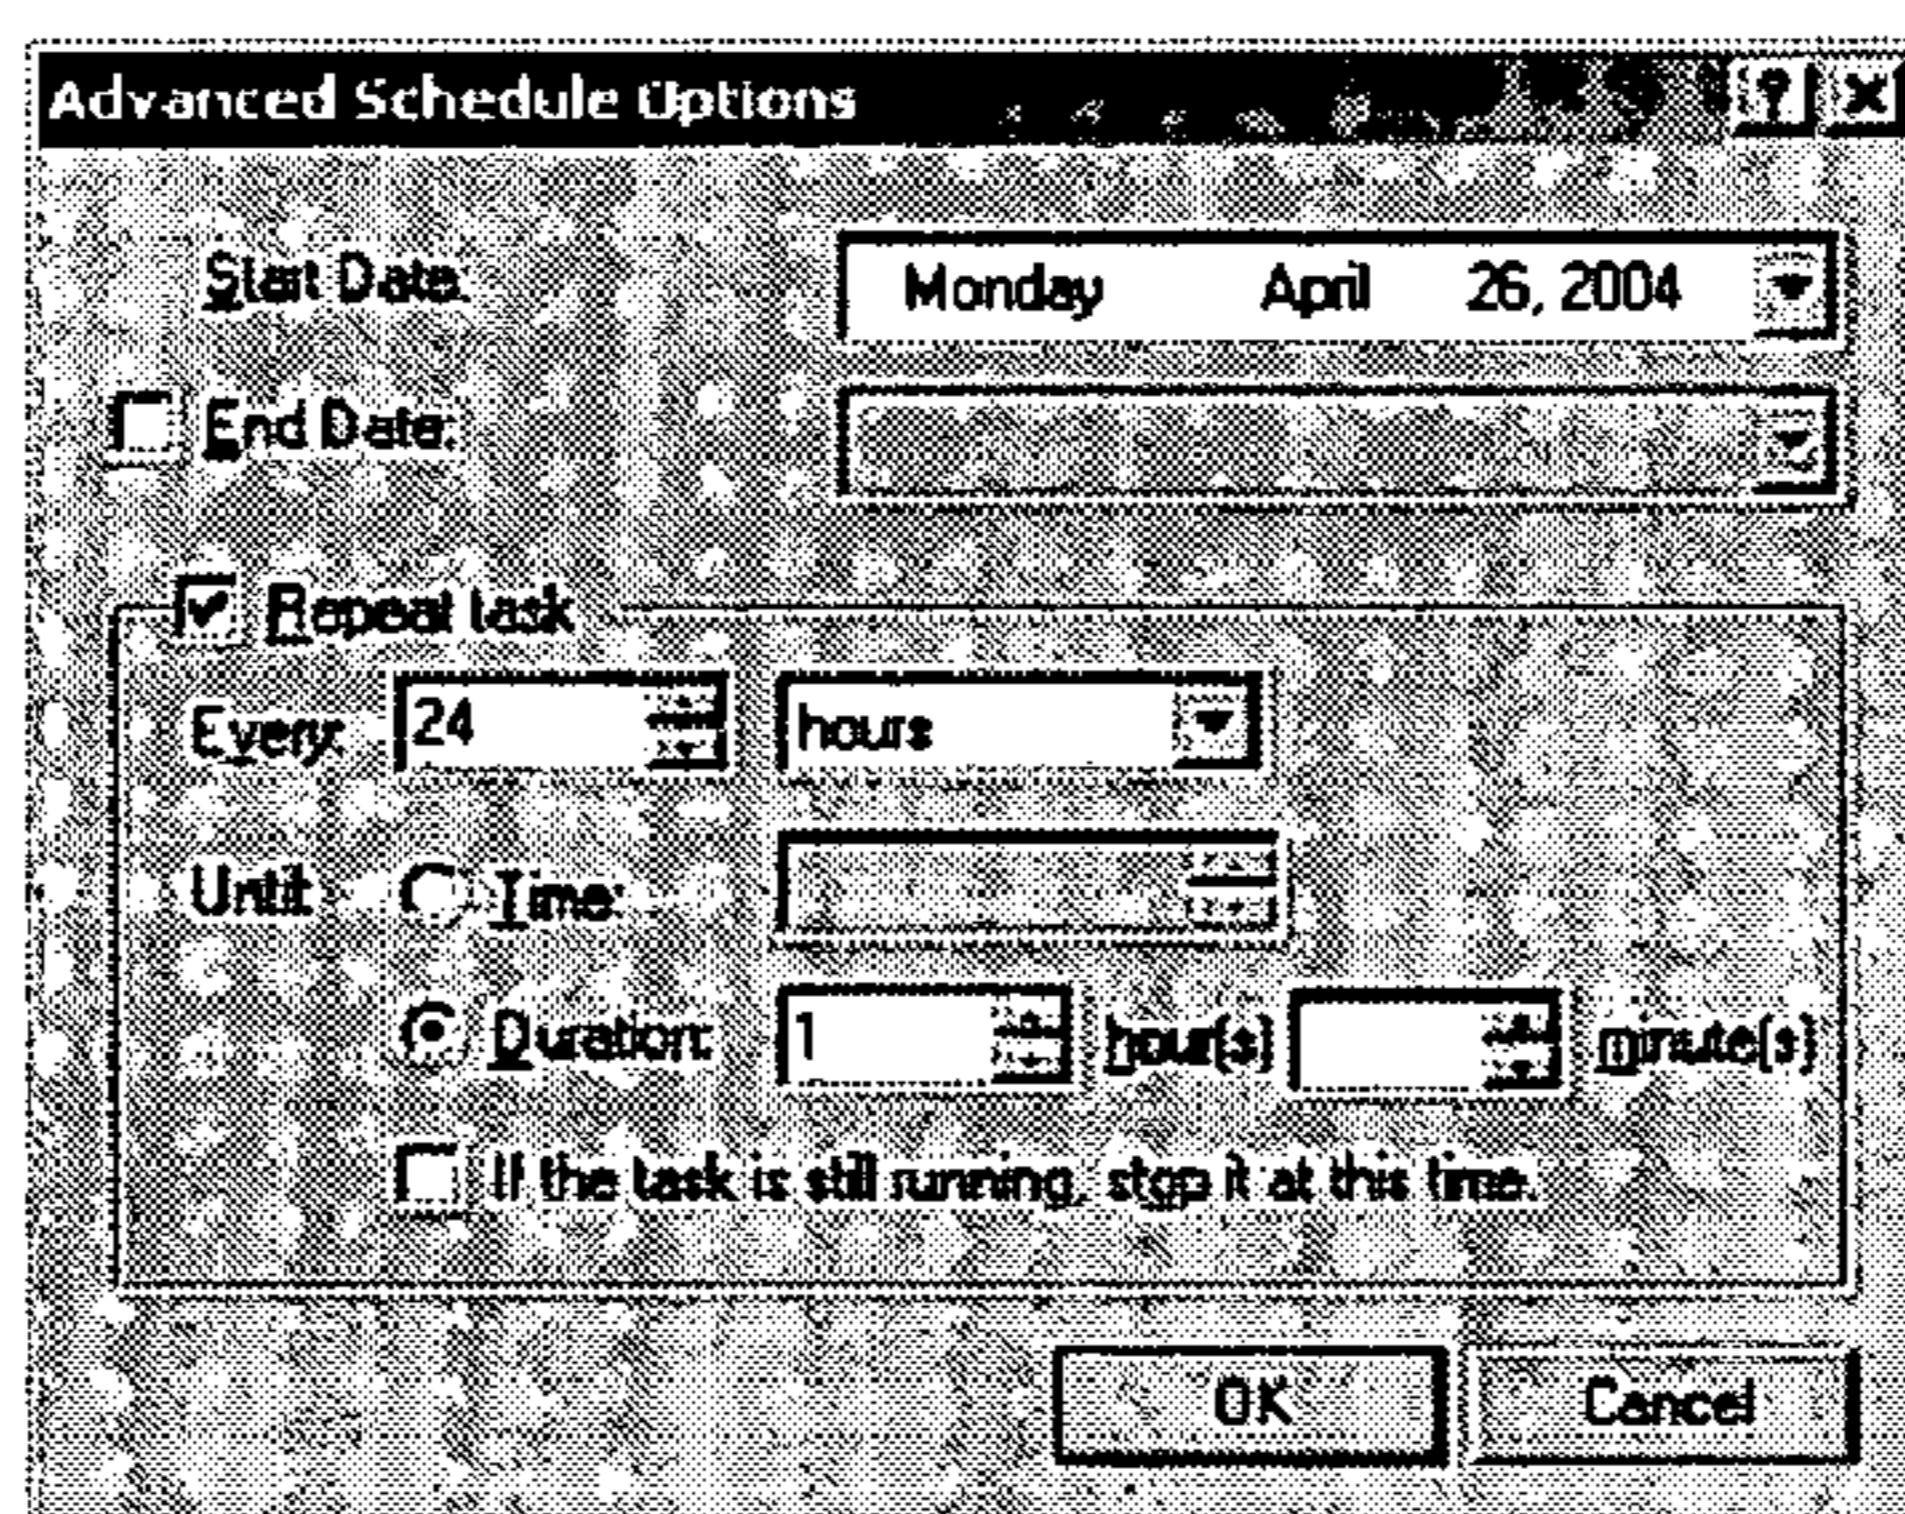 Advanced Schedule Options
Start Date: Monday April 26, 2004
End Date:
Repeat task
Every: 24 hours
Until: Time:
Duration: 1 hour(s) minute(s)
If the task is still running, stop it at this time.
OK Cancel